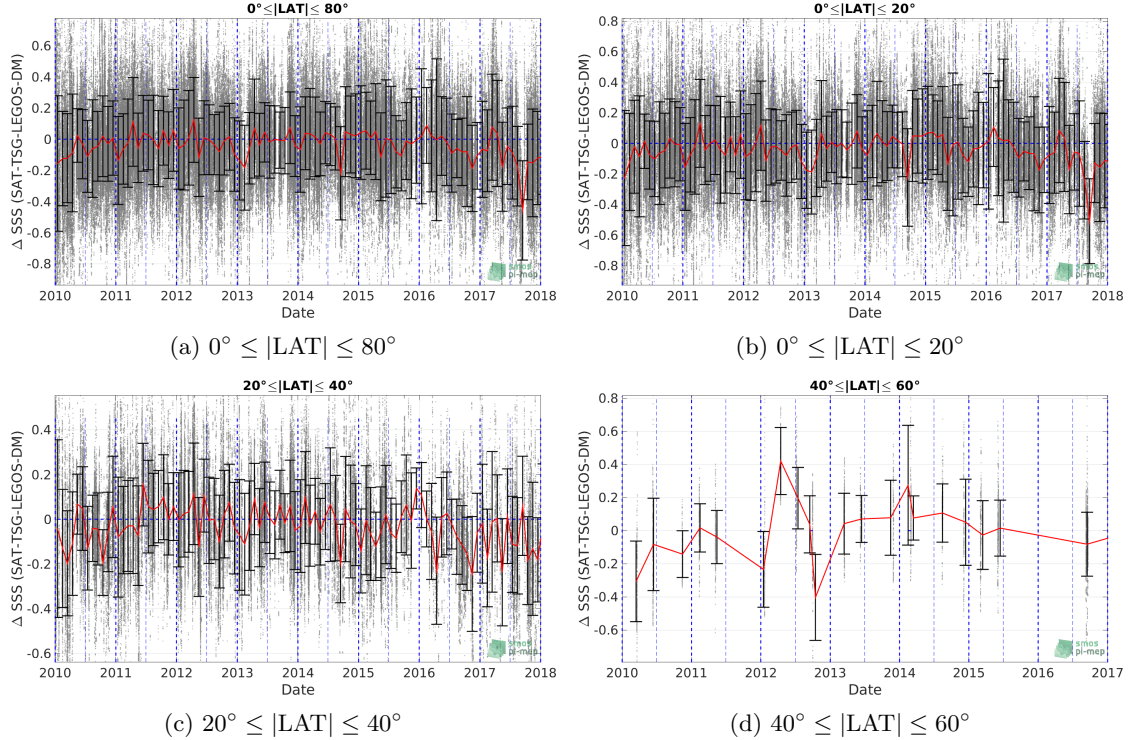 0°≤|LAT|≤ 80°
Δ SSS (SAT-TSG-LEGOS-DM)
0.6
0.4
0.2
0
-0.2
-0.4
-0.6
-0.8
2010 2011 2012 2013 2014 2015 2016 2017 2018
Date
smos
pi-mep
(a) 0° ≤ |LAT| ≤ 80°
0°≤|LAT|≤ 20°
Δ SSS (SAT-TSG-LEGOS-DM)
0.8
0.6
0.4
0.2
0
-0.2
-0.4
-0.6
-0.8
2010 2011 2012 2013 2014 2015 2016 2017 2018
Date
smos
pi-mep
(b) 0° ≤ |LAT| ≤ 20°
20°≤|LAT|≤ 40°
Δ SSS (SAT-TSG-LEGOS-DM)
0.4
0.2
0
-0.2
-0.4
-0.6
2010 2011 2012 2013 2014 2015 2016 2017 2018
Date
smos
pi-mep
(c) 20° ≤ |LAT| ≤ 40°
40°≤|LAT|≤ 60°
Δ SSS (SAT-TSG-LEGOS-DM)
0.8
0.6
0.4
0.2
0
-0.2
-0.4
-0.6
2010 2011 2012 2013 2014 2015 2016 2017
Date
smos
pi-mep
(d) 40° ≤ |LAT| ≤ 60°